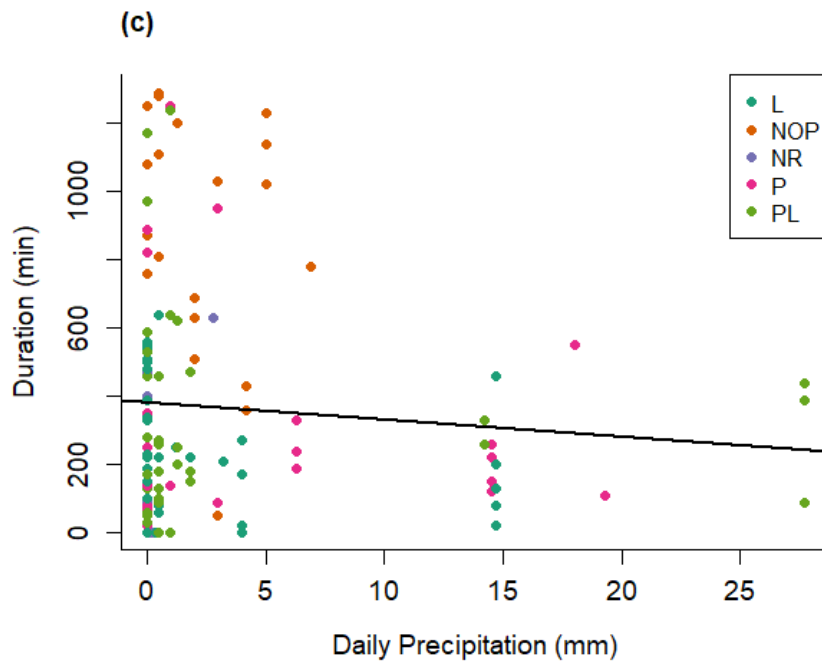 (c)
L
NOP
NR
P
PL
Duration (min)
1000
600
200
0
0 5 10 15 20 25
Daily Precipitation (mm)